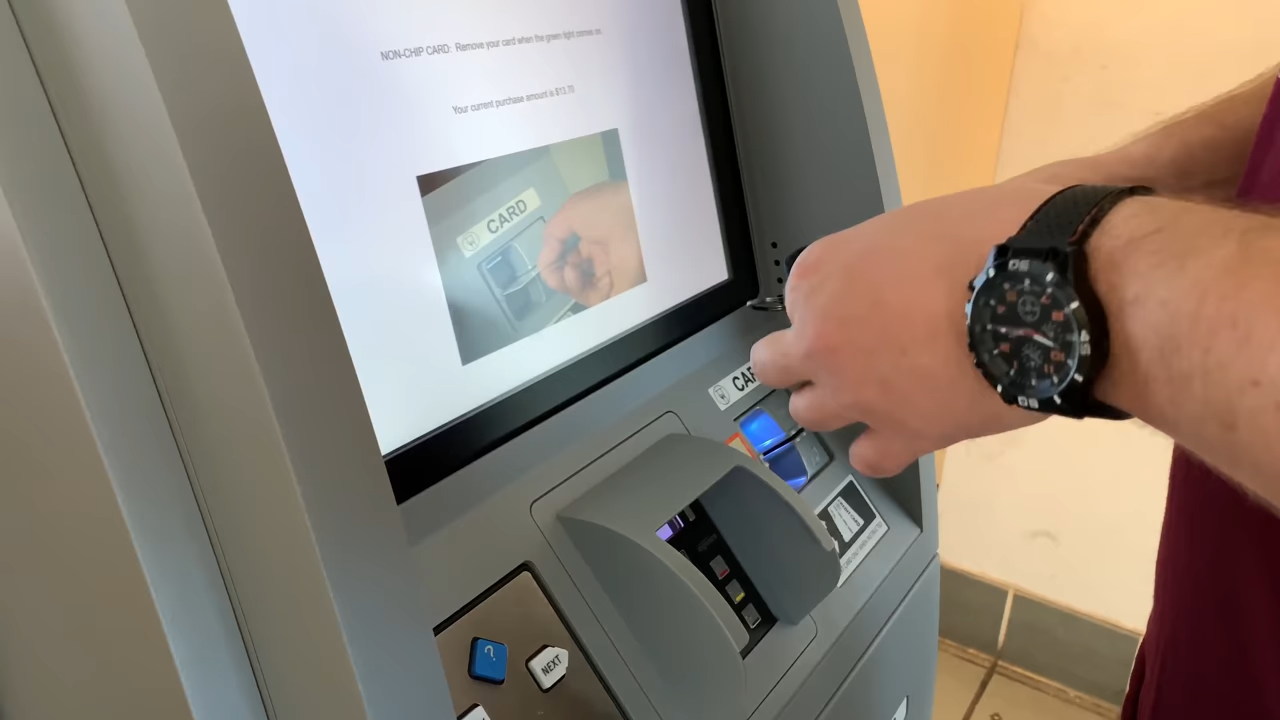 NON-CHIP CARD: Remove your card when the green light comes on.
Your current purchase amount is $13.70
CARD
CAR
?
NEXT